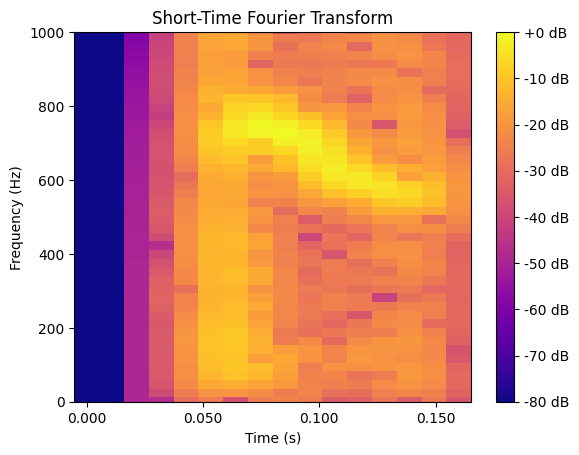 Short-Time Fourier Transform
1000
800
600
400
200
0
Frequency (Hz)
0.000
0.050
0.100
0.150
Time (s)
+0 dB
-10 dB
-20 dB
-30 dB
-40 dB
-50 dB
-60 dB
-70 dB
-80 dB